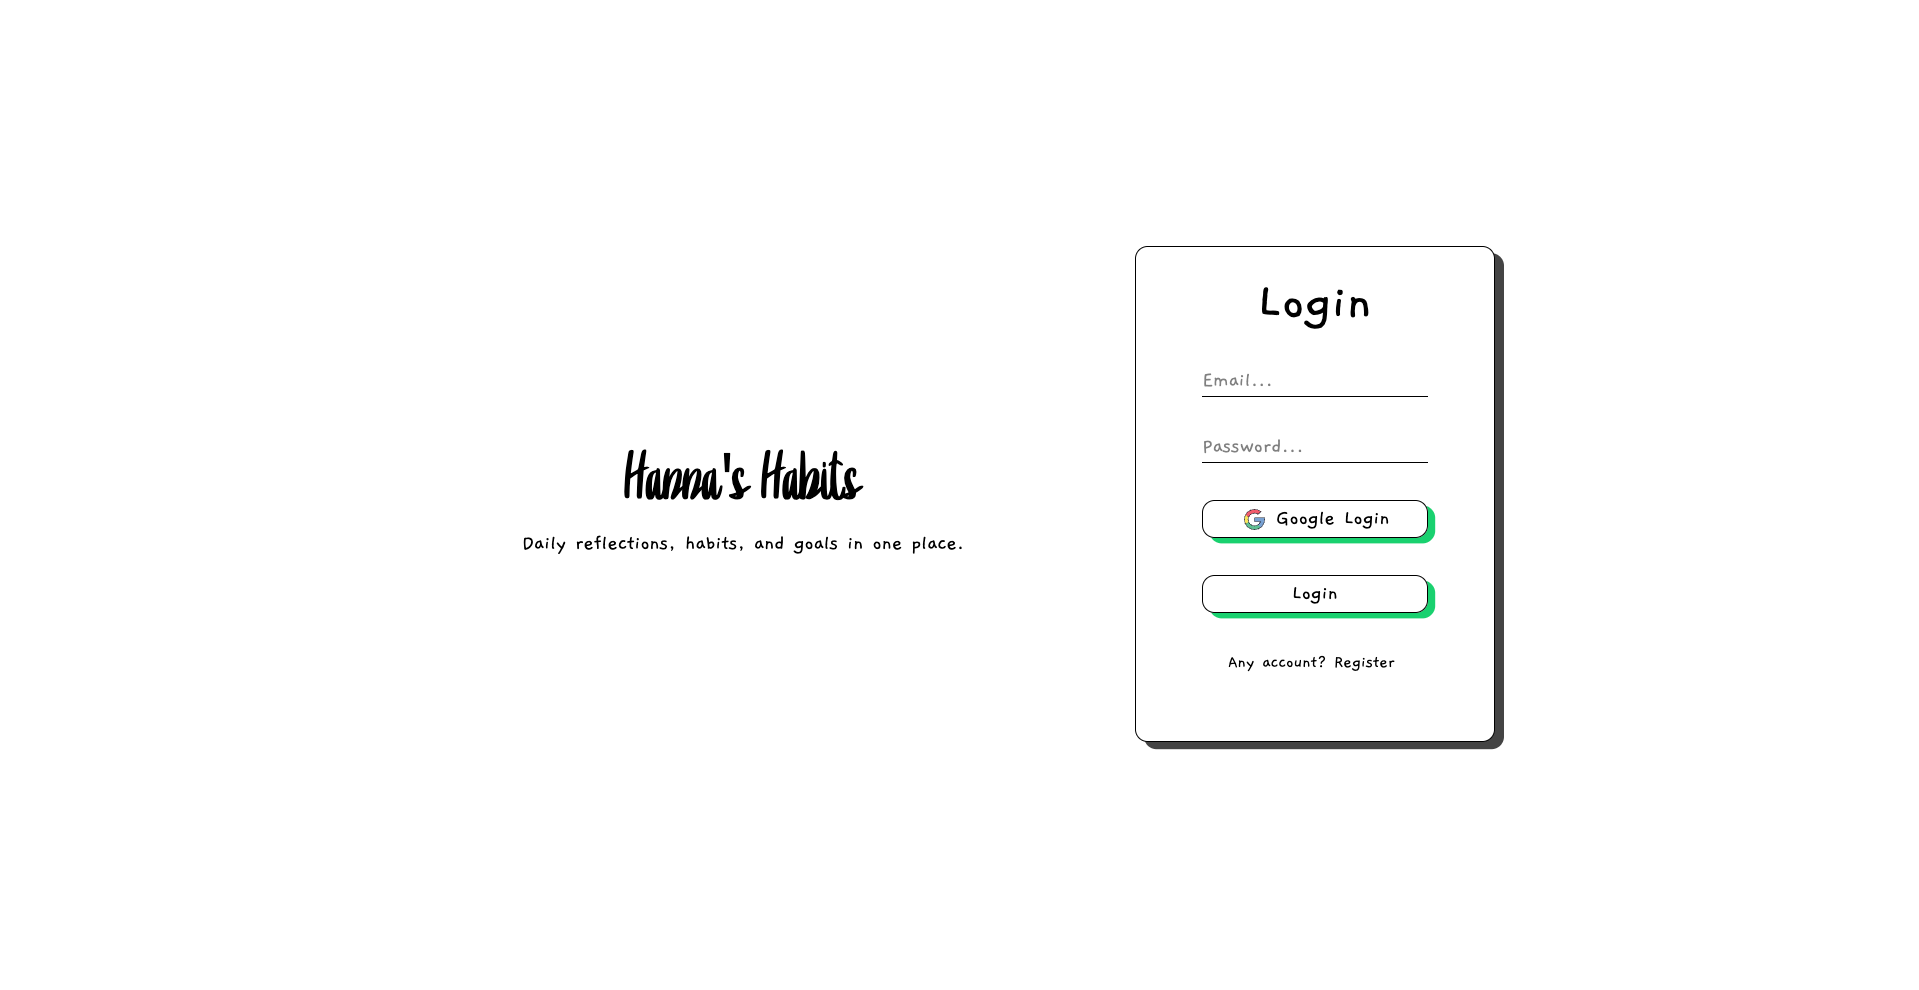 Hanna's Habits
Daily reflections, habits, and goals in one place.
Login
Email...
Password...
Google Login
Login
Any account? Register